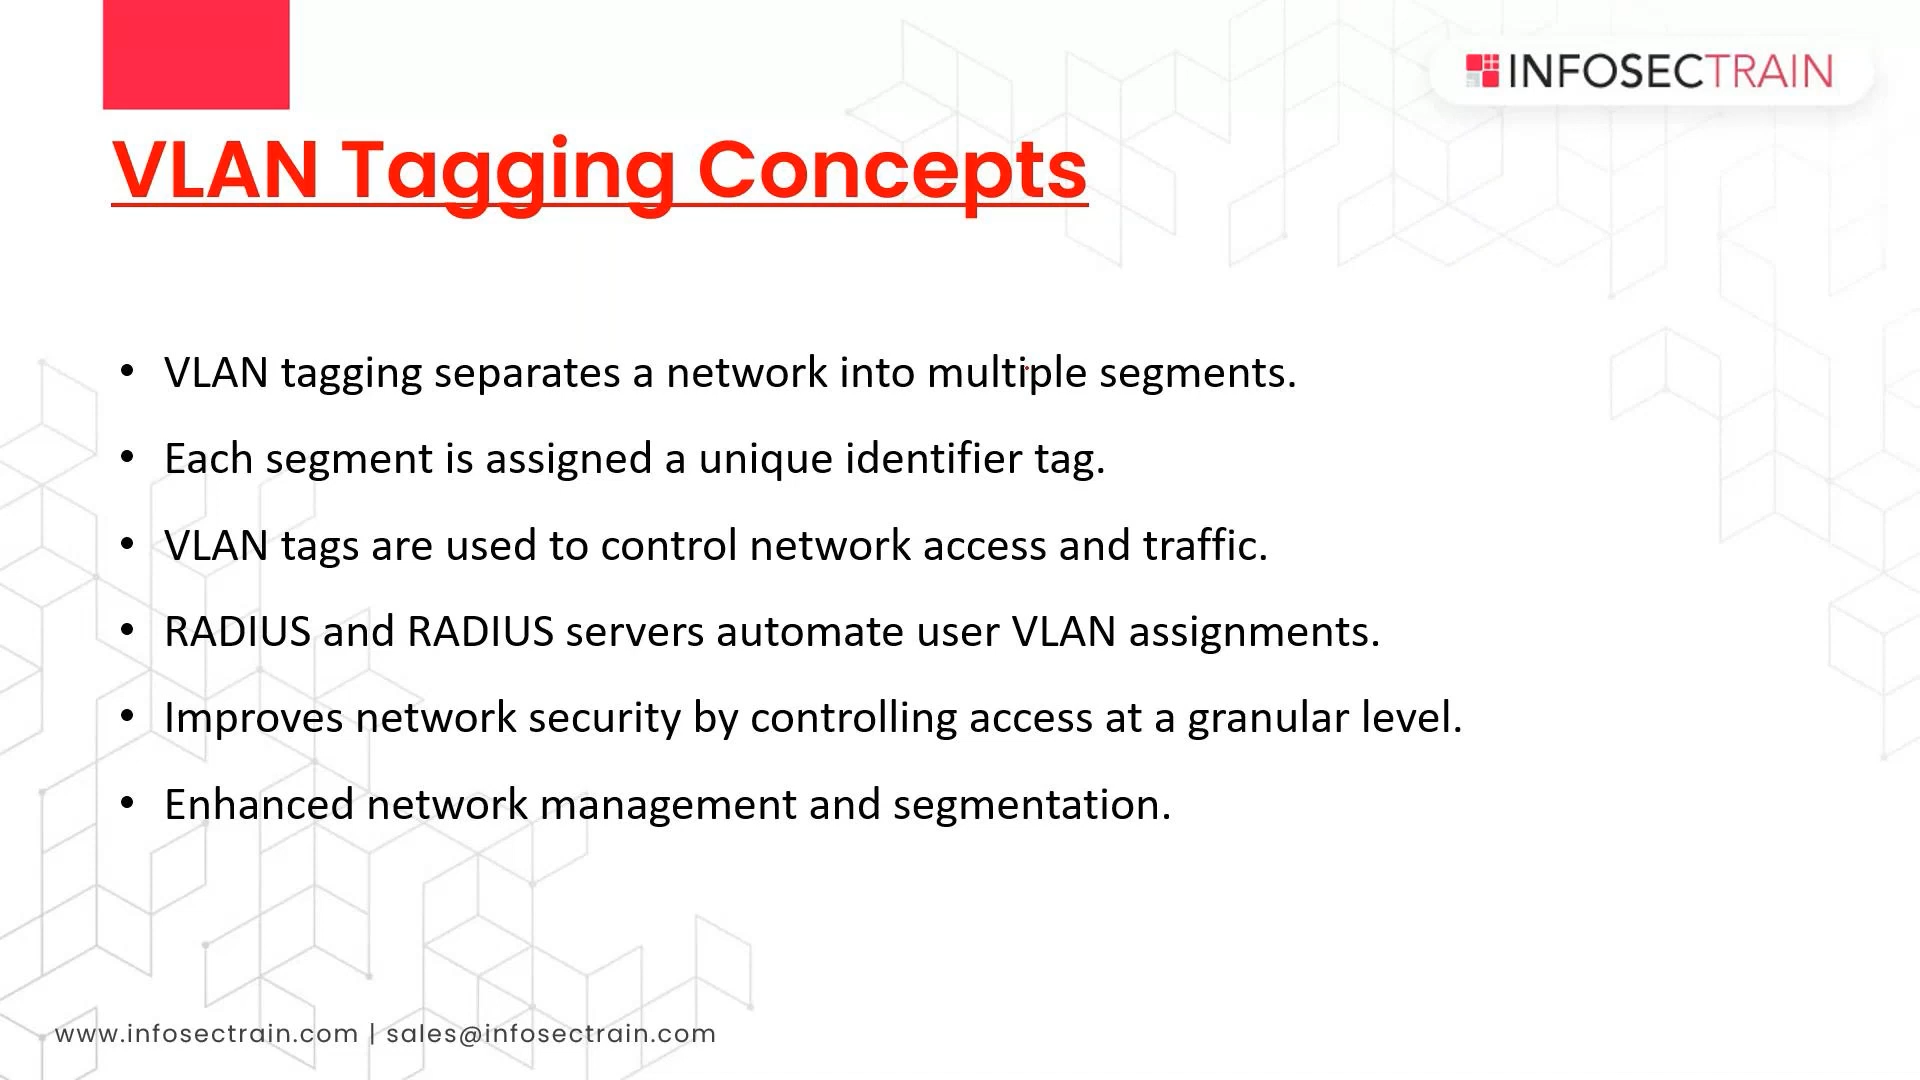 INFOSECTRAIN
VLAN Tagging Concepts
• VLAN tagging separates a network into multiple segments.
• Each segment is assigned a unique identifier tag.
• VLAN tags are used to control network access and traffic.
• RADIUS and RADIUS servers automate user VLAN assignments.
• Improves network security by controlling access at a granular level.
• Enhanced network management and segmentation.
www.infosectrain.com | sales@infosectrain.com